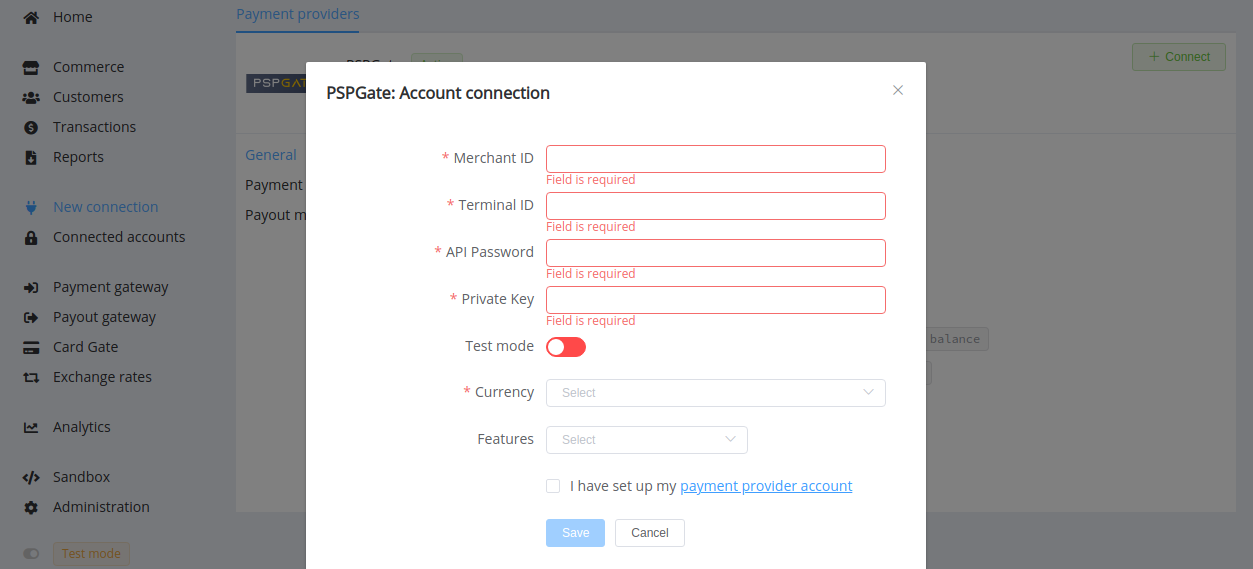 Home
Commerce
Customers
Transactions
Reports
New connection
Connected accounts
Payment gateway
Payout gateway
Card Gate
Exchange rates
Analytics
Sandbox
Administration
Test mode
Payment providers
Connect
General
Payment
PSPGate: Account connection
* Merchant ID
Field is required
* Terminal ID
Field is required
* API Password
Field is required
* Private Key
Field is required
Test mode
* Currency
Select
Features
Select
I have set up my payment provider account
Save
Cancel
balance